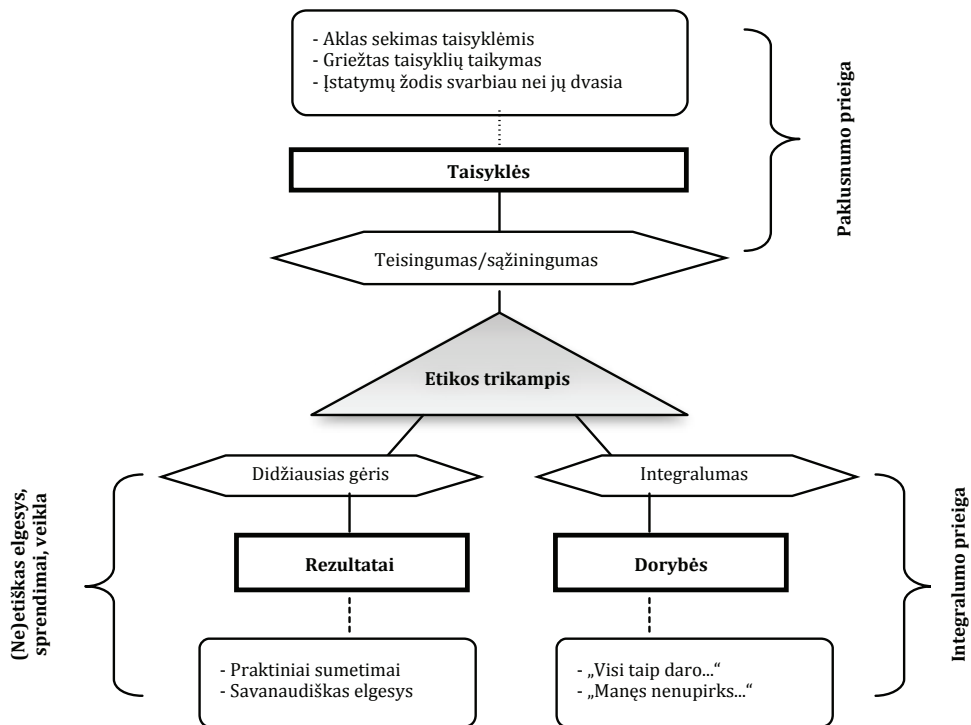 - Aklas sekimas taisyklėmis
- Griežtas taisyklių taikymas
- Įstatymų žodis svarbiau nei jų dvasia
Taisyklės
Teisingumas/sąžiningumas
Paklusnumo prieiga
Etikos trikampis
Didžiausias gėris
Integralumas
Rezultatai
Dorybės
(Ne)etiškas elgesys,
sprendimai, veikla
Integralumo prieiga
- Praktiniai sumetimai
- Savanaudiškas elgesys
- „Visi taip daro...“
- „Manęs nenupirks...“